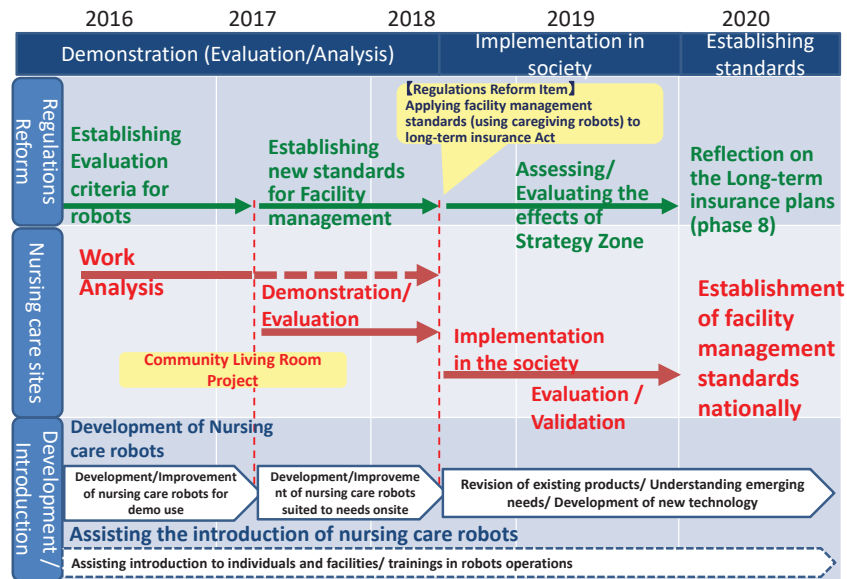 2016 2017 2018 2019 2020
Demonstration (Evaluation/Analysis)
Implementation in
society
Establishing
standards
Regulations
Reform
【Regulations Reform Item】
Applying facility management
standards (using caregiving robots) to
long-term insurance Act
Establishing
Evaluation
criteria for
robots
Establishing
new standards
for Facility
management
Assessing/
Evaluating the
effects of
Strategy Zone
Reflection on
the Long-term
insurance plans
(phase 8)
Nursing care sites
Work
Analysis
Demonstration/
Evaluation
Community Living Room
Project
Implementation
in the society
Evaluation /
Validation
Establishment
of facility
management
standards
nationally
Development /
Introduction
Development of Nursing
care robots
Development/Improvement
of nursing care robots for
demo use
Development/Improveme
nt of nursing care robots
suited to needs onsite
Revision of existing products/ Understanding emerging
needs/ Development of new technology
Assisting the introduction of nursing care robots
Assisting introduction to individuals and facilities/ trainings in robots operations